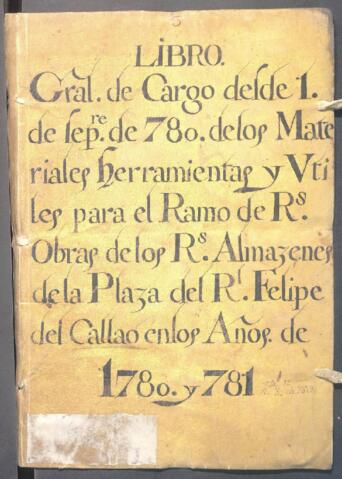 LiBRO.
Gral. de Cargo desde 1.
de sepre. de 780. de los Mate
riales herramientas y Vti
les para el Ramo de Rs.
Obras de los Rs. Almazenes
de la Plaza del Rl. Felipe
del Callao en los Años. de
1780. y 781